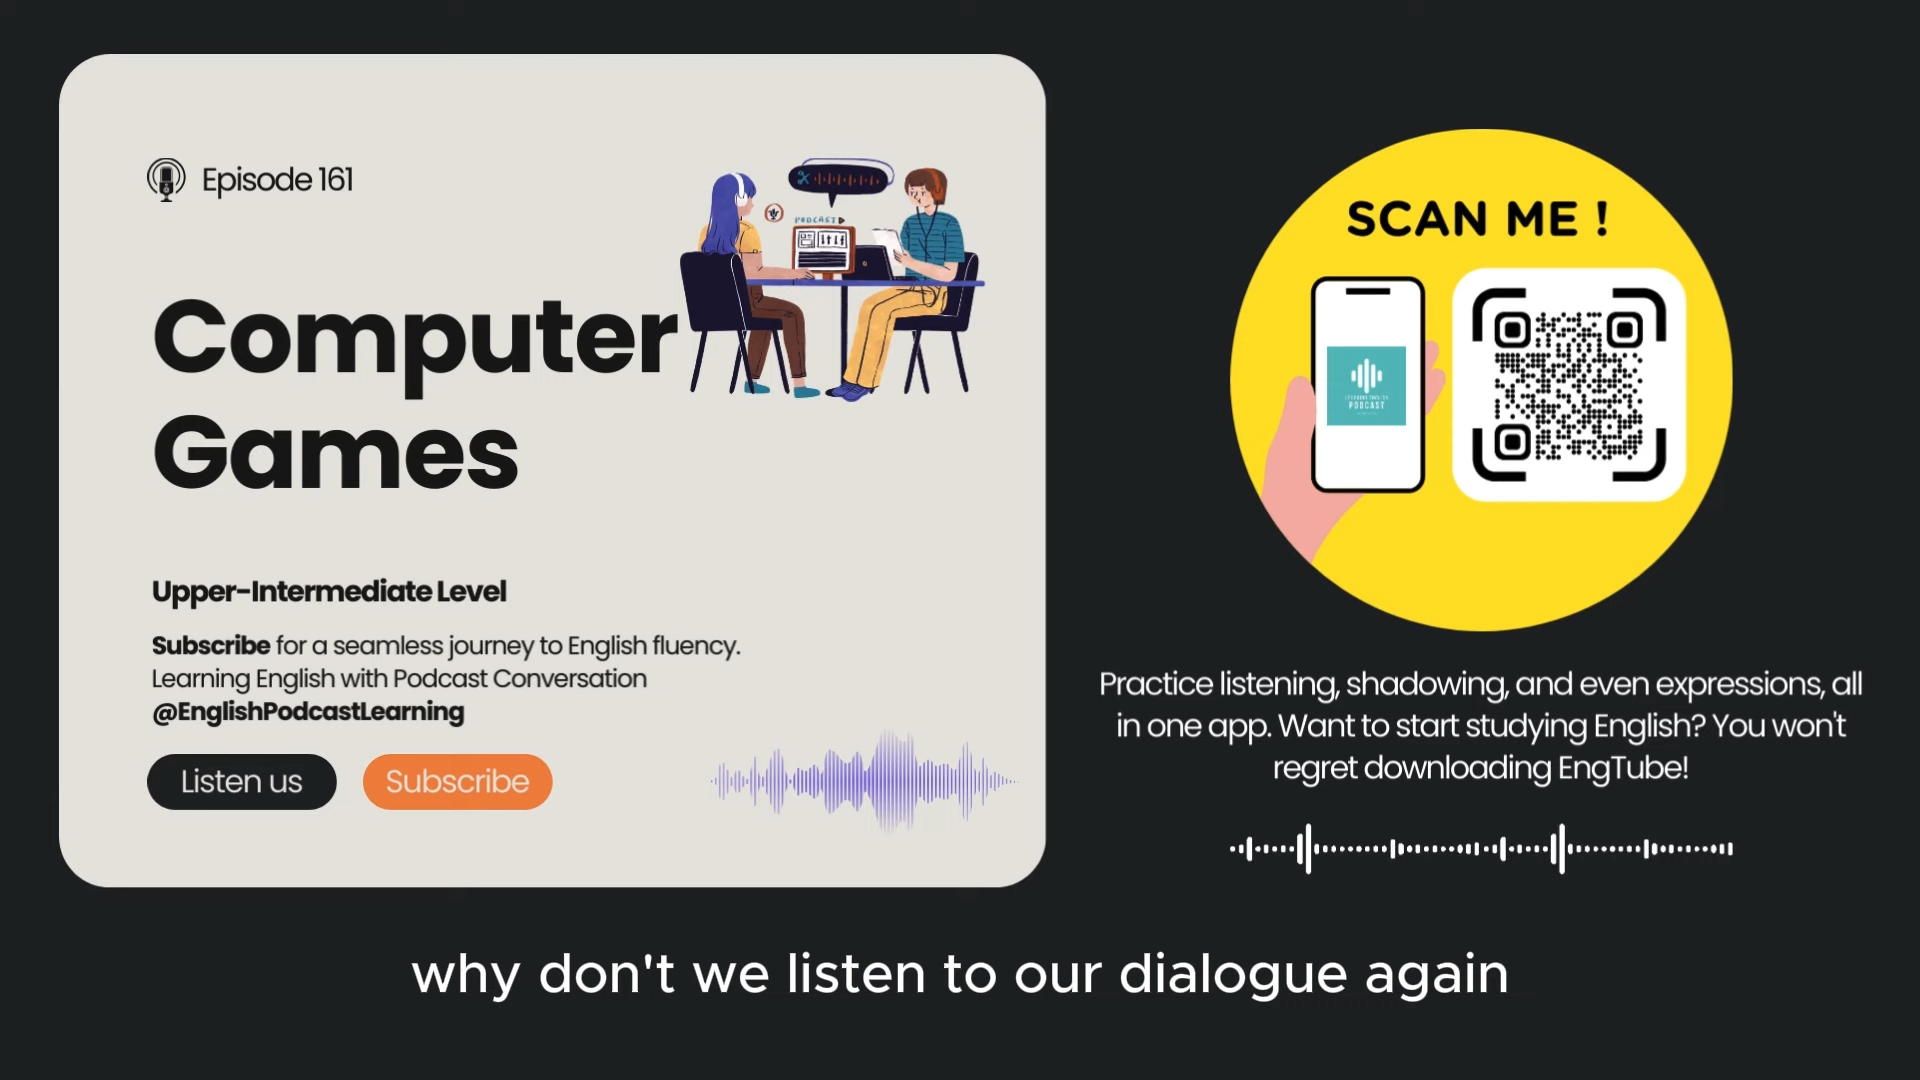 Episode 161
PODCAST
Computer
Games
Upper-Intermediate Level
Subscribe for a seamless journey to English fluency.
Learning English with Podcast Conversation
@EnglishPodcastLearning
Listen us
Subscribe
SCAN ME !
PODCAST
Practice listening, shadowing, and even expressions, all
in one app. Want to start studying English? You won't
regret downloading EngTube!
why don't we listen to our dialogue again